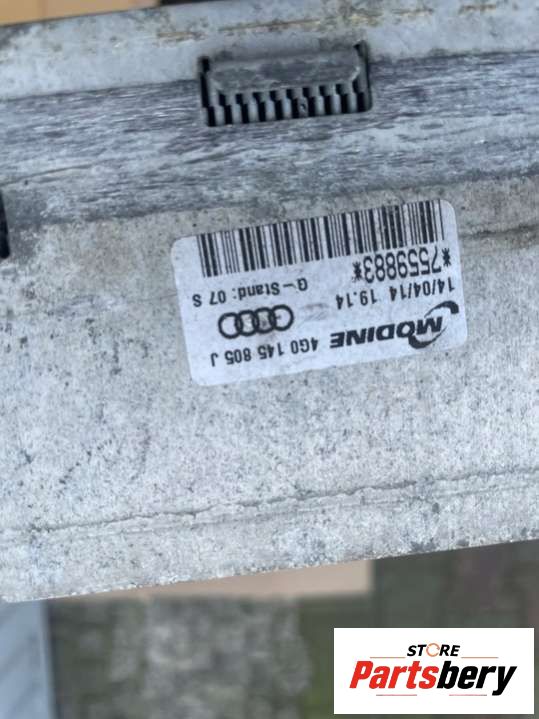 MODINE 4G0 145 805 J
14/04/14 19.14
G-Stand: 07 S
*7559883*
STORE
Partsbery